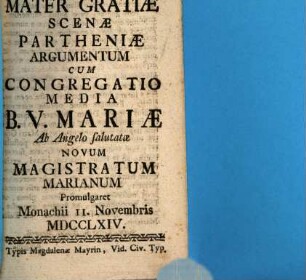 MATER GRATIÆ
SCENÆ
PARTHENIÆ
ARGUMENTUM
CUM
CONGREGATIO
MEDIA
B. V. MARIÆ
Ab Angelo salutatæ
NOVUM
MAGISTRATUM
MARIANUM
Promulgaret
Monachii 11. Novembris
MDCCLXIV.
Typis Magdalenæ Mayrin, Vid. Civ. Typ.